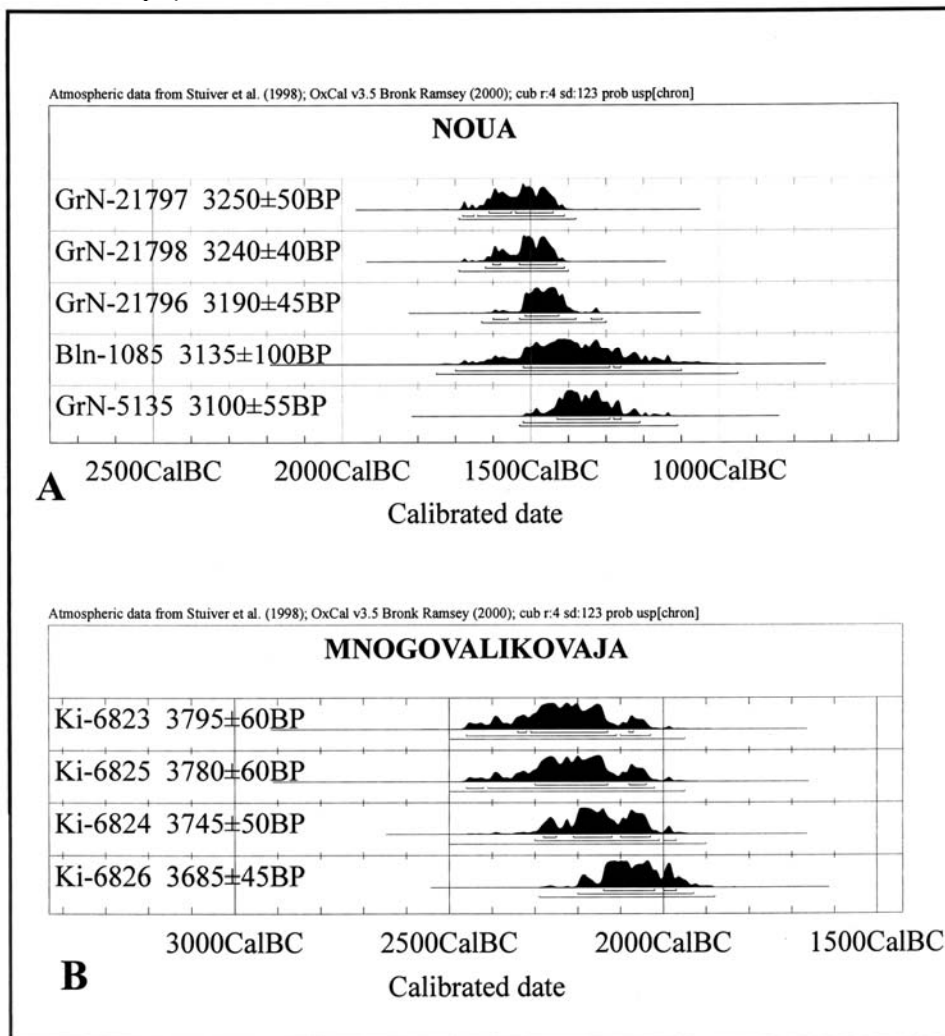 Atmospheric data from Stuiver et al. (1998); OxCal v3.5 Bronk Ramsey (2000); cub r:4 sd:123 prob usp[chron]
NOUA
GrN-21797 3250±50BP
GrN-21798 3240±40BP
GrN-21796 3190±45BP
Bln-1085 3135±100BP
GrN-5135 3100±55BP
2500CalBC 2000CalBC 1500CalBC 1000CalBC
A
Calibrated date
Atmospheric data from Stuiver et al. (1998); OxCal v3.5 Bronk Ramsey (2000); cub r:4 sd:123 prob usp[chron]
MNOGOVALIKOVAJA
Ki-6823 3795±60BP
Ki-6825 3780±60BP
Ki-6824 3745±50BP
Ki-6826 3685±45BP
3000CalBC 2500CalBC 2000CalBC 1500CalBC
B
Calibrated date